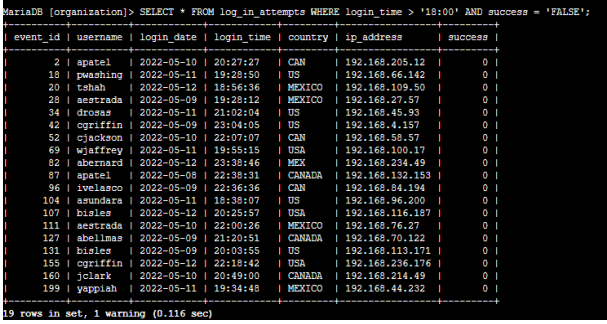 MariaDB [organization]> SELECT * FROM log_in_attempts WHERE login_time > '18:00' AND success = 'FALSE';
+----------+----------+------------+------------+---------+-----------------+---------+
| event_id | username | login_date | login_time | country | ip_address | success |
+----------+----------+------------+------------+---------+-----------------+---------+
| 2 | apatel | 2022-05-10 | 20:27:27 | CAN | 192.168.205.12 | 0 |
| 18 | pwashing | 2022-05-11 | 19:28:50 | US | 192.168.66.142 | 0 |
| 20 | tshah | 2022-05-12 | 18:56:36 | MEXICO | 192.168.109.50 | 0 |
| 28 | aestrada | 2022-05-09 | 19:28:12 | MEXICO | 192.168.27.57 | 0 |
| 34 | drosas | 2022-05-11 | 21:02:04 | US | 192.168.45.93 | 0 |
| 42 | cgriffin | 2022-05-09 | 23:04:05 | US | 192.168.4.157 | 0 |
| 52 | cjackson | 2022-05-10 | 22:07:07 | CAN | 192.168.58.57 | 0 |
| 69 | wjaffrey | 2022-05-11 | 19:55:15 | USA | 192.168.100.17 | 0 |
| 82 | abernard | 2022-05-12 | 23:38:46 | MEX | 192.168.234.49 | 0 |
| 87 | apatel | 2022-05-08 | 22:38:31 | CANADA | 192.168.132.153 | 0 |
| 96 | ivelasco | 2022-05-09 | 22:36:36 | CAN | 192.168.84.194 | 0 |
| 104 | asundara | 2022-05-11 | 18:38:07 | US | 192.168.96.200 | 0 |
| 107 | bisles | 2022-05-12 | 20:25:57 | USA | 192.168.116.187 | 0 |
| 111 | aestrada | 2022-05-10 | 22:00:26 | MEXICO | 192.168.76.27 | 0 |
| 127 | abellmas | 2022-05-09 | 21:20:51 | CANADA | 192.168.70.122 | 0 |
| 131 | bisles | 2022-05-09 | 20:03:55 | US | 192.168.113.171 | 0 |
| 155 | cgriffin | 2022-05-12 | 22:18:42 | USA | 192.168.236.176 | 0 |
| 160 | jclark | 2022-05-10 | 20:49:00 | CANADA | 192.168.214.49 | 0 |
| 199 | yappiah | 2022-05-11 | 19:34:48 | MEXICO | 192.168.44.232 | 0 |
+----------+----------+------------+------------+---------+-----------------+---------+
19 rows in set, 1 warning (0.116 sec)